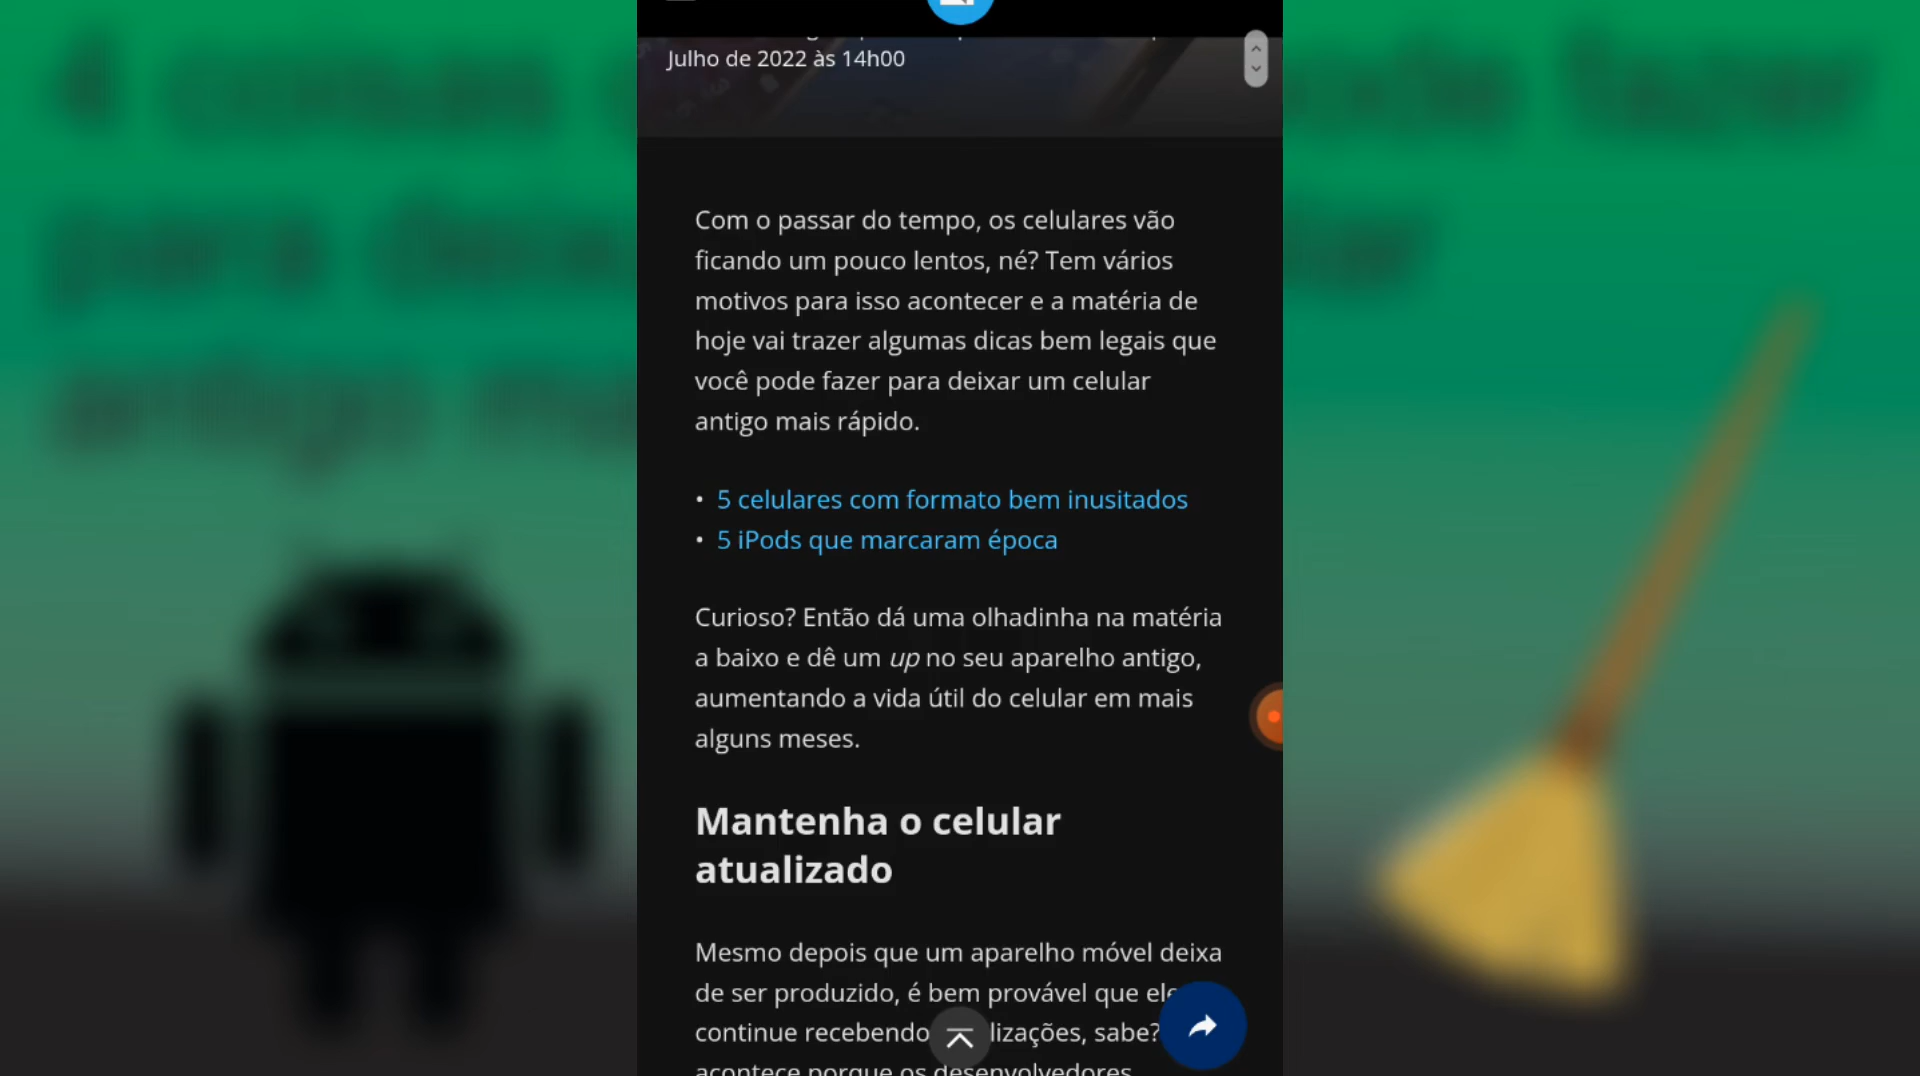 Julho de 2022 às 14h00
Com o passar do tempo, os celulares vão
ficando um pouco lentos, né? Tem vários
motivos para isso acontecer e a matéria de
hoje vai trazer algumas dicas bem legais que
você pode fazer para deixar um celular
antigo mais rápido.
• 5 celulares com formato bem inusitados
• 5 iPods que marcaram época
Curioso? Então dá uma olhadinha na matéria
a baixo e dê um up no seu aparelho antigo,
aumentando a vida útil do celular em mais
alguns meses.
Mantenha o celular
atualizado
Mesmo depois que um aparelho móvel deixa
de ser produzido, é bem provável que ele
continue recebendo lizações, sabe?
acontece porque os desenvolvedores